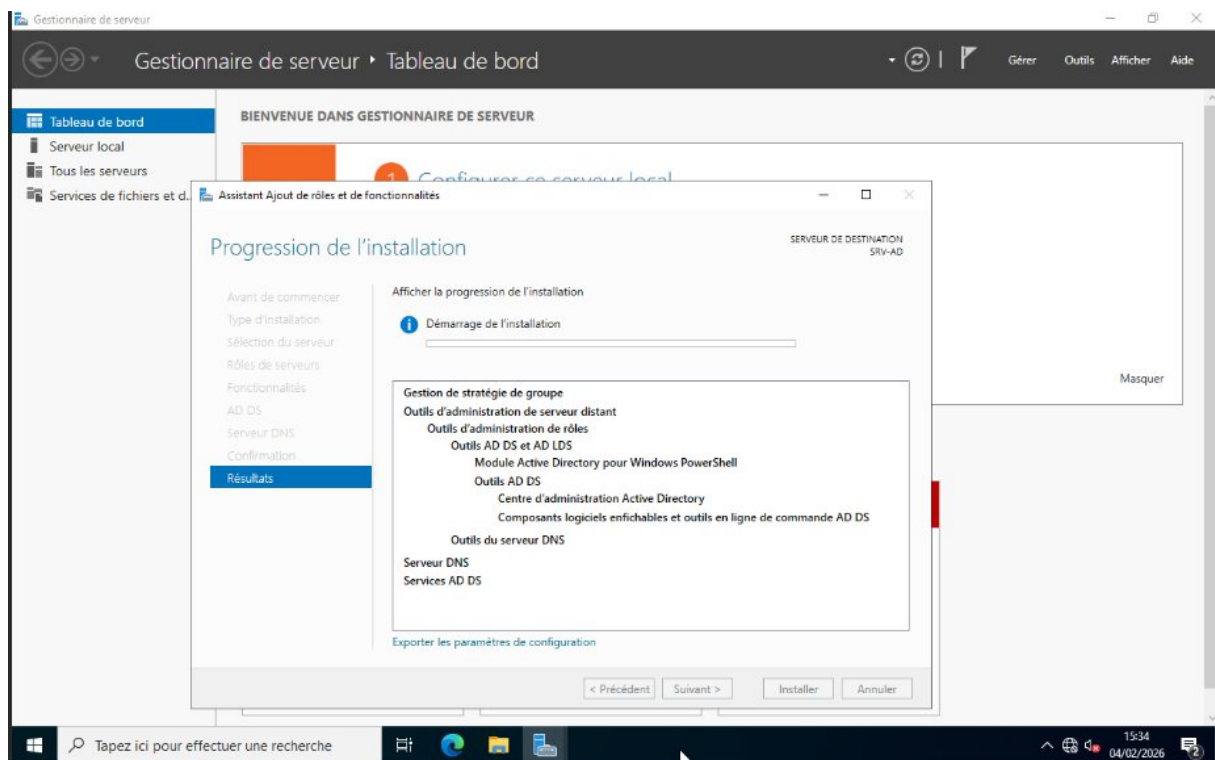 Gestionnaire de serveur
Gestionnaire de serveur ‣ Tableau de bord
Gérer Outils Afficher Aide
Tableau de bord
Serveur local
Tous les serveurs
Services de fichiers et d...
BIENVENUE DANS GESTIONNAIRE DE SERVEUR
1 Configurer ce serveur local
Masquer
Assistant Ajout de rôles et de fonctionnalités
Progression de l'installation
SERVEUR DE DESTINATION
SRV-AD
Avant de commencer
Type d'installation
Sélection du serveur
Rôles de serveurs
Fonctionnalités
AD DS
Serveur DNS
Confirmation
Résultats
Afficher la progression de l'installation
Démarrage de l'installation
Gestion de stratégie de groupe
Outils d'administration de serveur distant
Outils d'administration de rôles
Outils AD DS et AD LDS
Module Active Directory pour Windows PowerShell
Outils AD DS
Centre d'administration Active Directory
Composants logiciels enfichables et outils en ligne de commande AD DS
Outils du serveur DNS
Serveur DNS
Services AD DS
Exporter les paramètres de configuration
< Précédent Suivant > Installer Annuler
Tapez ici pour effectuer une recherche
15:34
04/02/2026
2